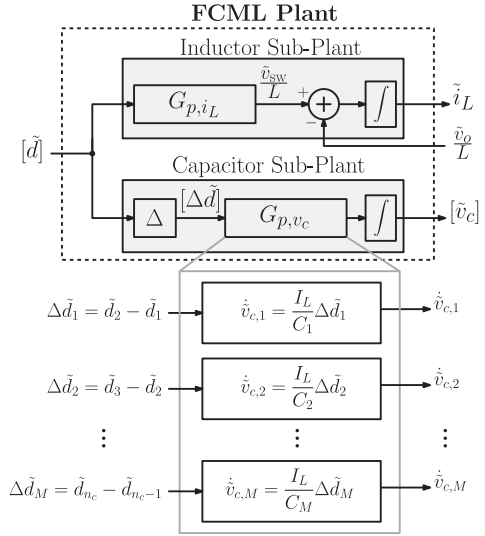 FCML Plant
Inductor Sub-Plant
[d̃] G_{p,i_L} ṽ_{sw}/L + − ∫ ĩ_L
ṽ_o/L
Capacitor Sub-Plant
Δ [Δd̃] G_{p,v_c} ∫ [ṽ_c]
Δd̃_1 = d̃_2 − d̃_1 ṽ̇_{c,1} = I_L/C_1 Δd̃_1 ṽ̇_{c,1}
Δd̃_2 = d̃_3 − d̃_2 ṽ̇_{c,2} = I_L/C_2 Δd̃_2 ṽ̇_{c,2}
⋮ ⋮ ⋮
Δd̃_M = d̃_{n_c} − d̃_{n_c−1} ṽ̇_{c,M} = I_L/C_M Δd̃_M ṽ̇_{c,M}